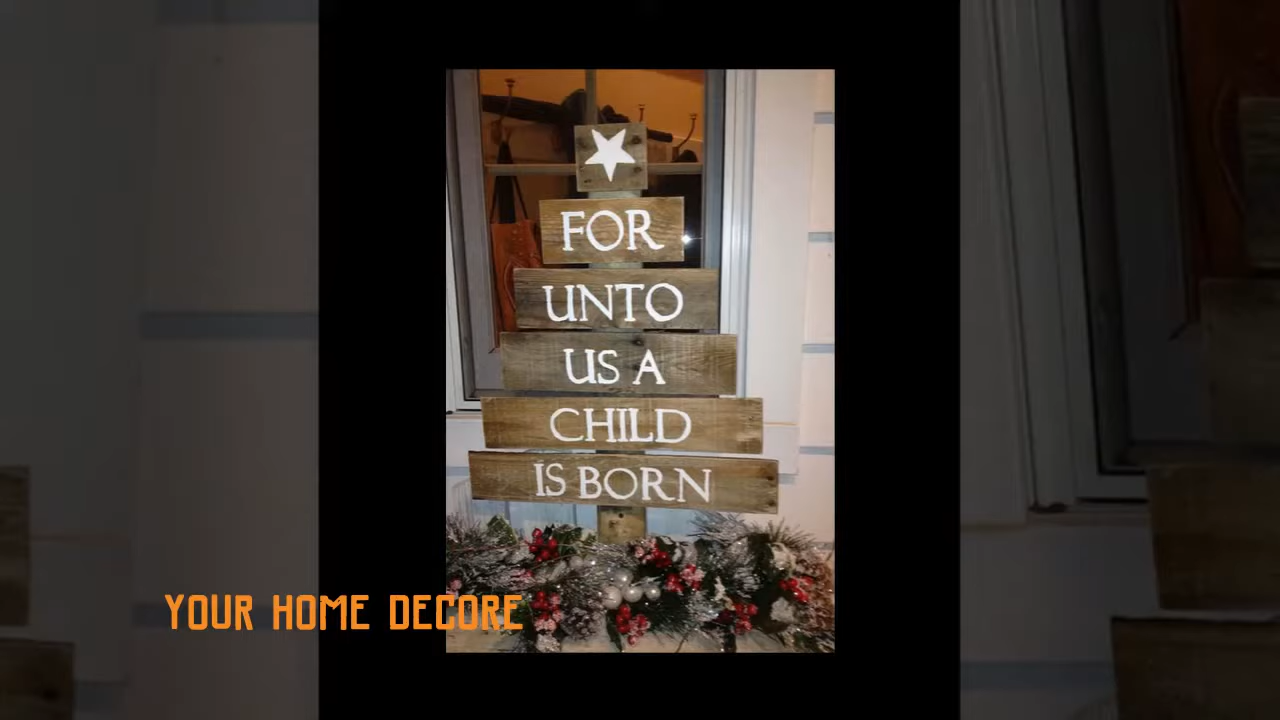 FOR
UNTO
US A
CHILD
IS BORN
YOUR HOME DECORE